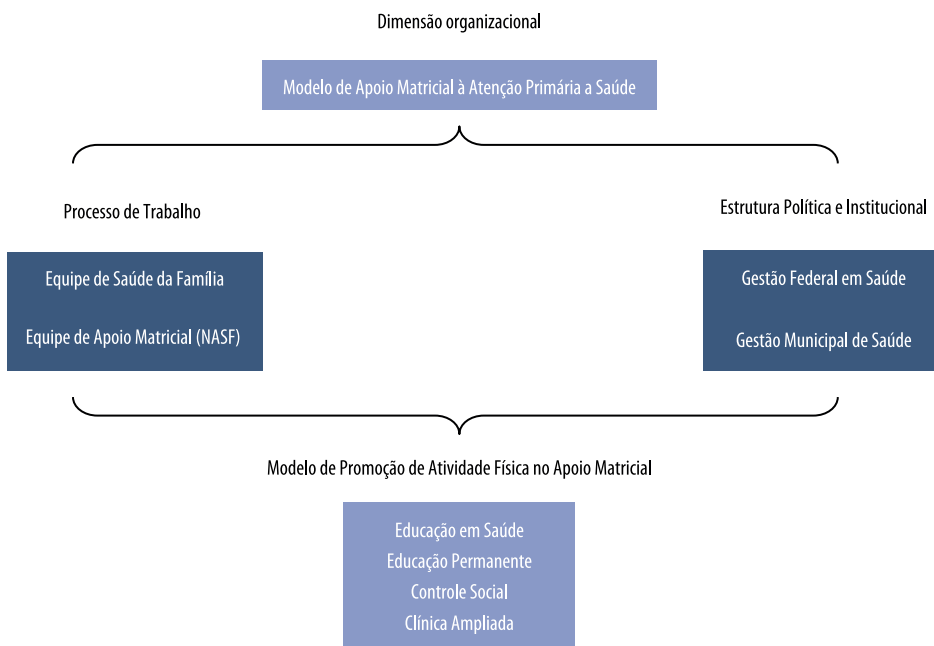 Dimensão organizacional
Modelo de Apoio Matricial à Atenção Primária a Saúde
Processo de Trabalho
Equipe de Saúde da Família
Equipe de Apoio Matricial (NASF)
Estrutura Política e Institucional
Gestão Federal em Saúde
Gestão Municipal de Saúde
Modelo de Promoção de Atividade Física no Apoio Matricial
Educação em Saúde
Educação Permanente
Controle Social
Clínica Ampliada